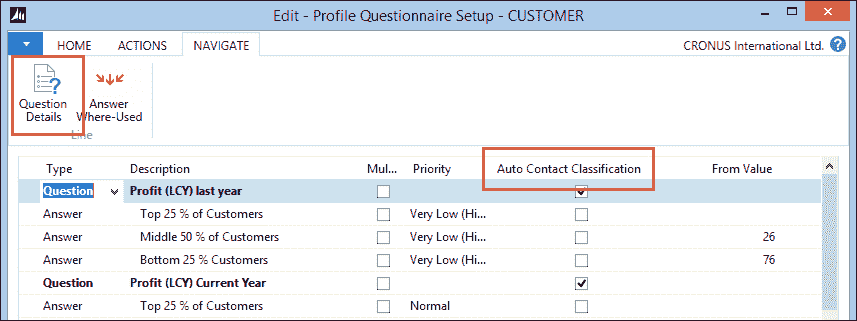 Edit - Profile Questionnaire Setup - CUSTOMER
HOME ACTIONS NAVIGATE CRONUS International Ltd.
Question Details
Answer Where-Used
Line
Type Description Mul... Priority Auto Contact Classification From Value
Question Profit (LCY) last year
Answer Top 25 % of Customers Very Low (Hi...
Answer Middle 50 % of Customers Very Low (Hi... 26
Answer Bottom 25 % of Customers Very Low (Hi... 76
Question Profit (LCY) Current Year
Answer Top 25 % of Customers Normal